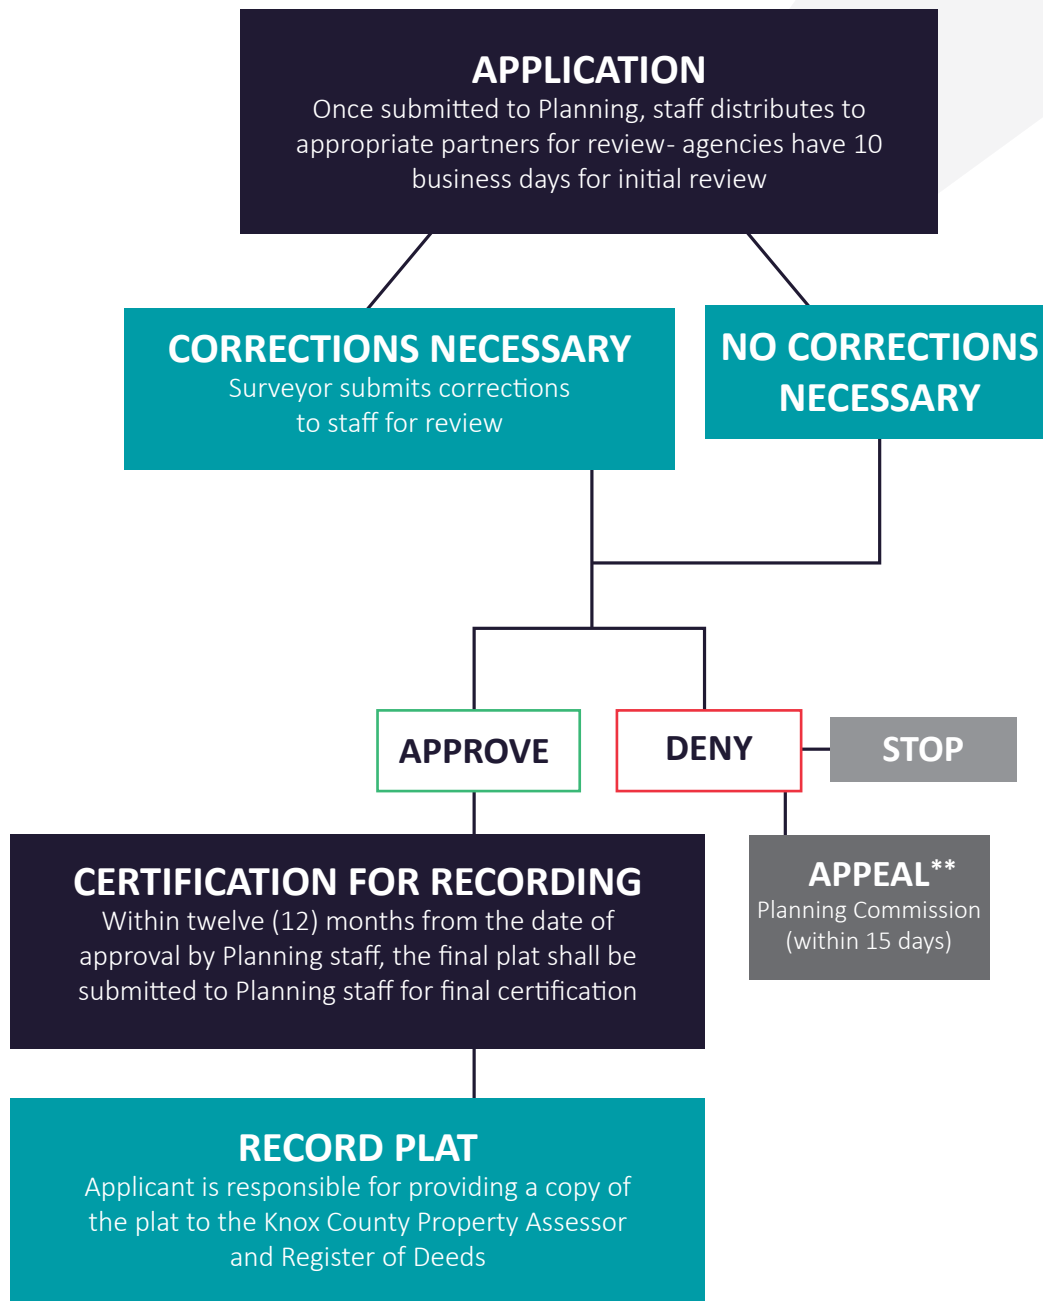 APPLICATION
Once submitted to Planning, staff distributes to
appropriate partners for review- agencies have 10
business days for initial review
CORRECTIONS NECESSARY
Surveyor submits corrections
to staff for review
NO CORRECTIONS
NECESSARY
APPROVE
DENY
STOP
APPEAL**
Planning Commission
(within 15 days)
CERTIFICATION FOR RECORDING
Within twelve (12) months from the date of
approval by Planning staff, the final plat shall be
submitted to Planning staff for final certification
RECORD PLAT
Applicant is responsible for providing a copy of
the plat to the Knox County Property Assessor
and Register of Deeds